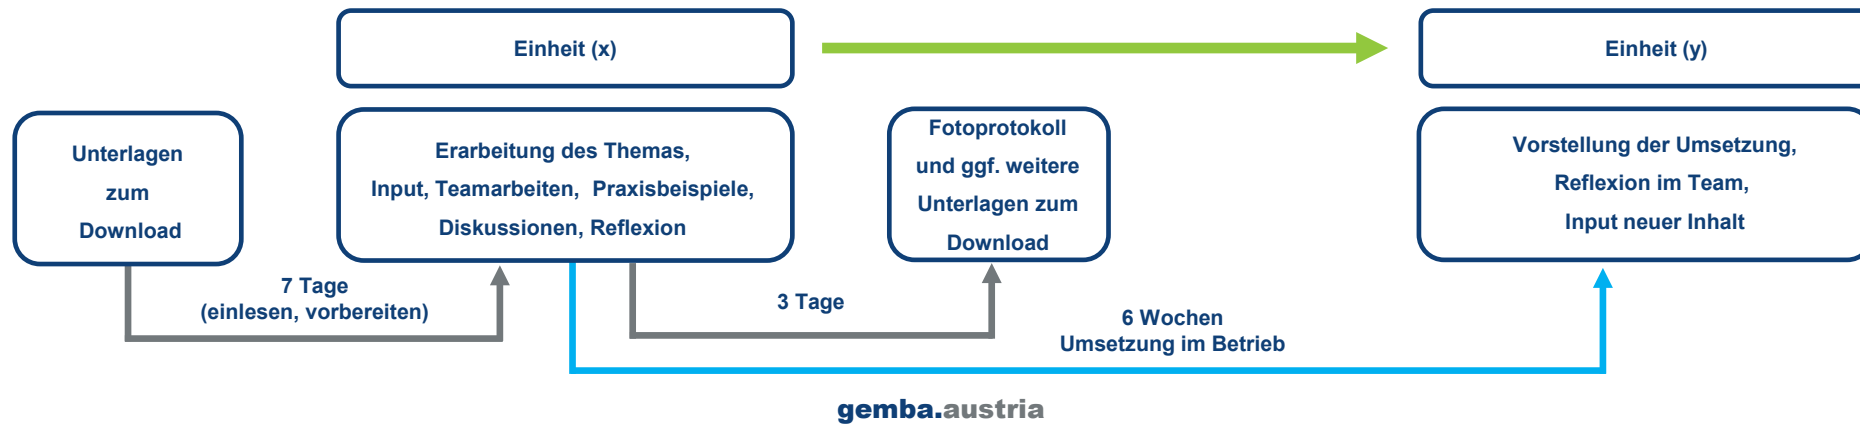 Einheit (x)
Einheit (y)
Unterlagen
zum
Download
Erarbeitung des Themas,
Input, Teamarbeiten, Praxisbeispiele,
Diskussionen, Reflexion
Fotoprotokoll
und ggf. weitere
Unterlagen zum
Download
Vorstellung der Umsetzung,
Reflexion im Team,
Input neuer Inhalt
7 Tage
(einlesen, vorbereiten)
3 Tage
6 Wochen
Umsetzung im Betrieb
gemba.austria